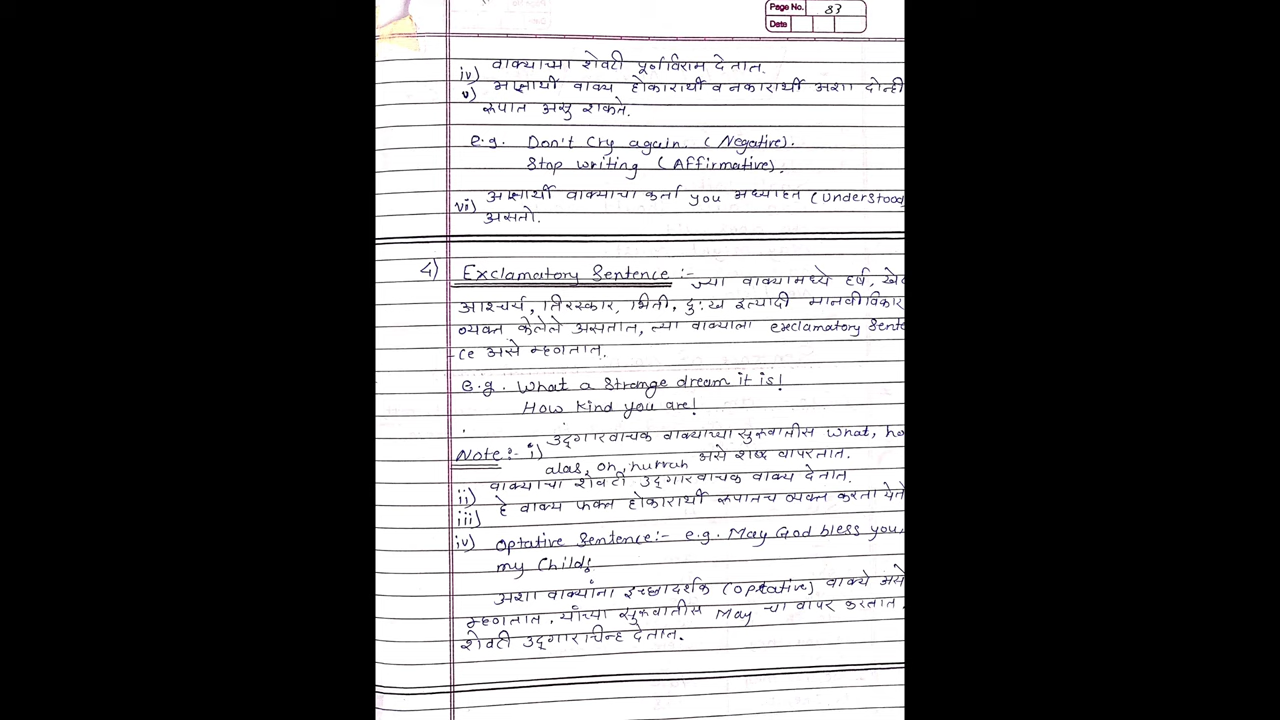 Page No. 83
Date
iv) वाक्याच्या शेवटी पूर्णविराम देतात.
v) आज्ञार्थी वाक्य होकारार्थी व नकारार्थी अशा दोन्ही
रूपात असु शकते.
e.g. Don't Cry again. (Negative).
Stop writing (Affirmative).
vi) आज्ञार्थी वाक्याचा कर्ता you अध्याहत (Understood
असतो.
4) Exclamatory Sentence :- ज्या वाक्यामध्ये हर्ष, खेद
आश्चर्य, तिरस्कार, भिती, दुःख इत्यादी मानवी विकार
व्यक्त केलेले असतात, त्या वाक्याला exclamatory Sente
-ce असे म्हणतात.
e.g. What a Strange dream it is!
How Kind you are!
Note :- i) उद्गारवाचक वाक्याच्या सुरुवातीस what, ho
alas, oh, hurrah असे शब्द वापरतात.
ii) वाक्याचा शेवटी उद्गारवाचक वाक्य देतात.
iii) हे वाक्य फक्त होकारार्थी रूपातच व्यक्त करता येते
iv) Optative Sentence:- e.g. May God bless you,
my Child!
अशा वाक्यांना इच्छादर्शक (optative) वाक्ये असे
म्हणतात. यांच्या सुरुवातीस May चा वापर करतात.
शेवटी उद्गारचिन्ह देतात.